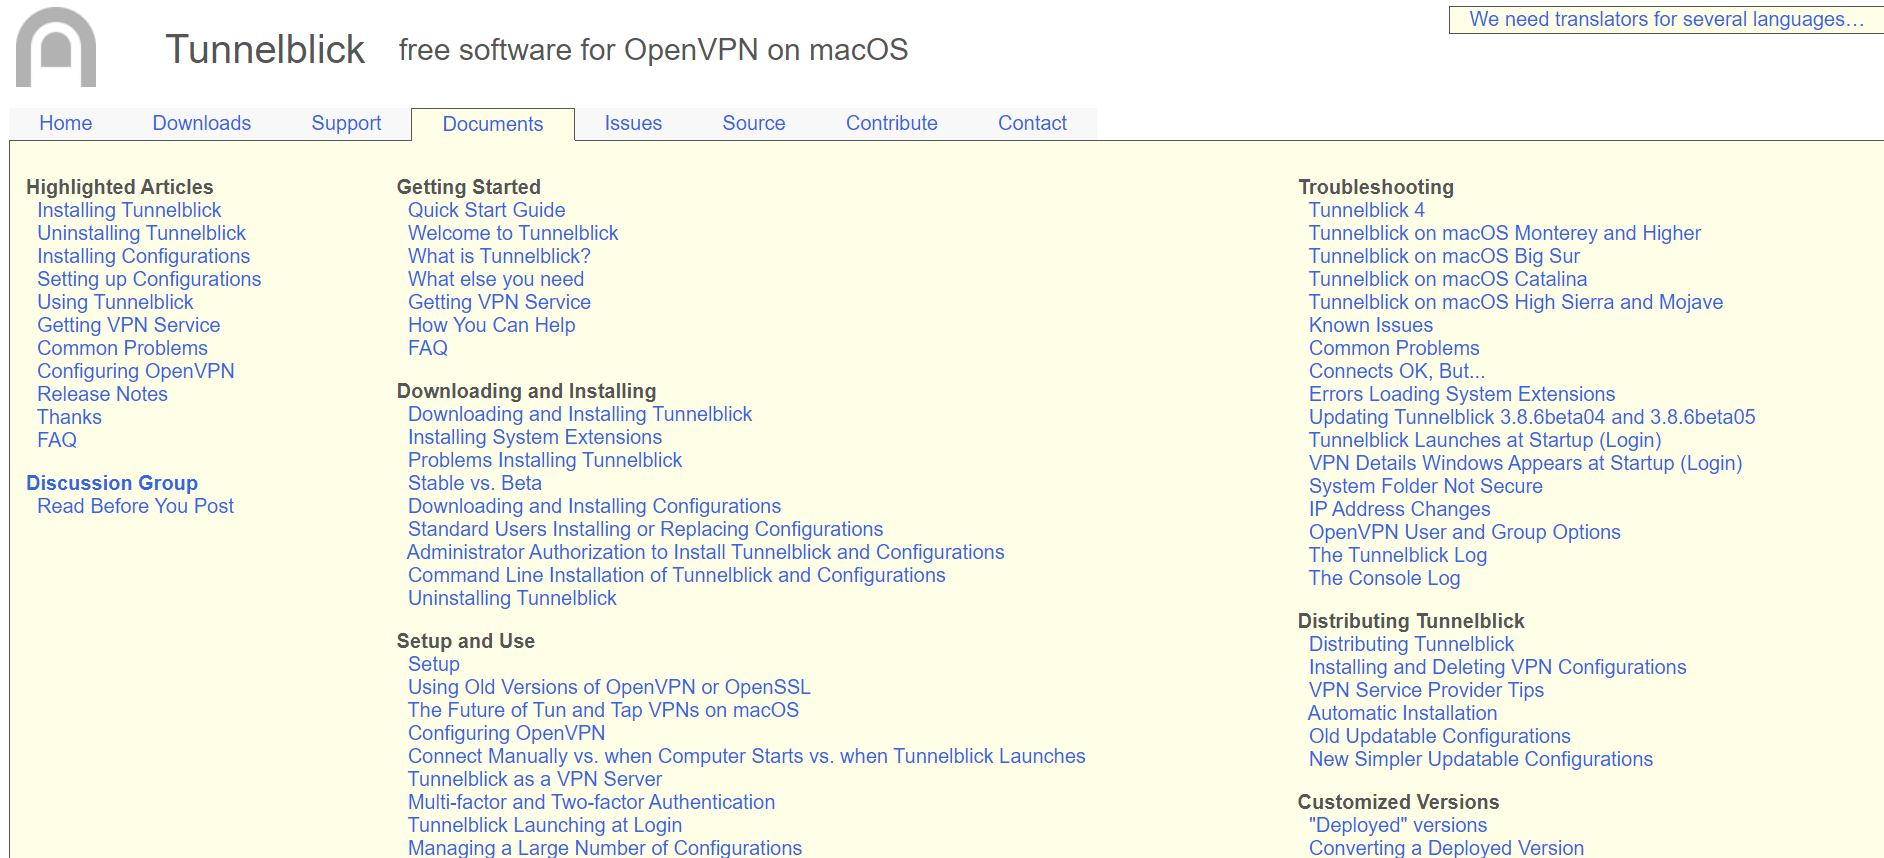 Tunnelblick free software for OpenVPN on macOS
We need translators for several languages…
Home Downloads Support Documents Issues Source Contribute Contact
Highlighted Articles
Installing Tunnelblick
Uninstalling Tunnelblick
Installing Configurations
Setting up Configurations
Using Tunnelblick
Getting VPN Service
Common Problems
Configuring OpenVPN
Release Notes
Thanks
FAQ
Discussion Group
Read Before You Post
Getting Started
Quick Start Guide
Welcome to Tunnelblick
What is Tunnelblick?
What else you need
Getting VPN Service
How You Can Help
FAQ
Downloading and Installing
Downloading and Installing Tunnelblick
Installing System Extensions
Problems Installing Tunnelblick
Stable vs. Beta
Downloading and Installing Configurations
Standard Users Installing or Replacing Configurations
Administrator Authorization to Install Tunnelblick and Configurations
Command Line Installation of Tunnelblick and Configurations
Uninstalling Tunnelblick
Setup and Use
Setup
Using Old Versions of OpenVPN or OpenSSL
The Future of Tun and Tap VPNs on macOS
Configuring OpenVPN
Connect Manually vs. when Computer Starts vs. when Tunnelblick Launches
Tunnelblick as a VPN Server
Multi-factor and Two-factor Authentication
Tunnelblick Launching at Login
Managing a Large Number of Configurations
Troubleshooting
Tunnelblick 4
Tunnelblick on macOS Monterey and Higher
Tunnelblick on macOS Big Sur
Tunnelblick on macOS Catalina
Tunnelblick on macOS High Sierra and Mojave
Known Issues
Common Problems
Connects OK, But...
Errors Loading System Extensions
Updating Tunnelblick 3.8.6beta04 and 3.8.6beta05
Tunnelblick Launches at Startup (Login)
VPN Details Windows Appears at Startup (Login)
System Folder Not Secure
IP Address Changes
OpenVPN User and Group Options
The Tunnelblick Log
The Console Log
Distributing Tunnelblick
Distributing Tunnelblick
Installing and Deleting VPN Configurations
VPN Service Provider Tips
Automatic Installation
Old Updatable Configurations
New Simpler Updatable Configurations
Customized Versions
"Deployed" versions
Converting a Deployed Version